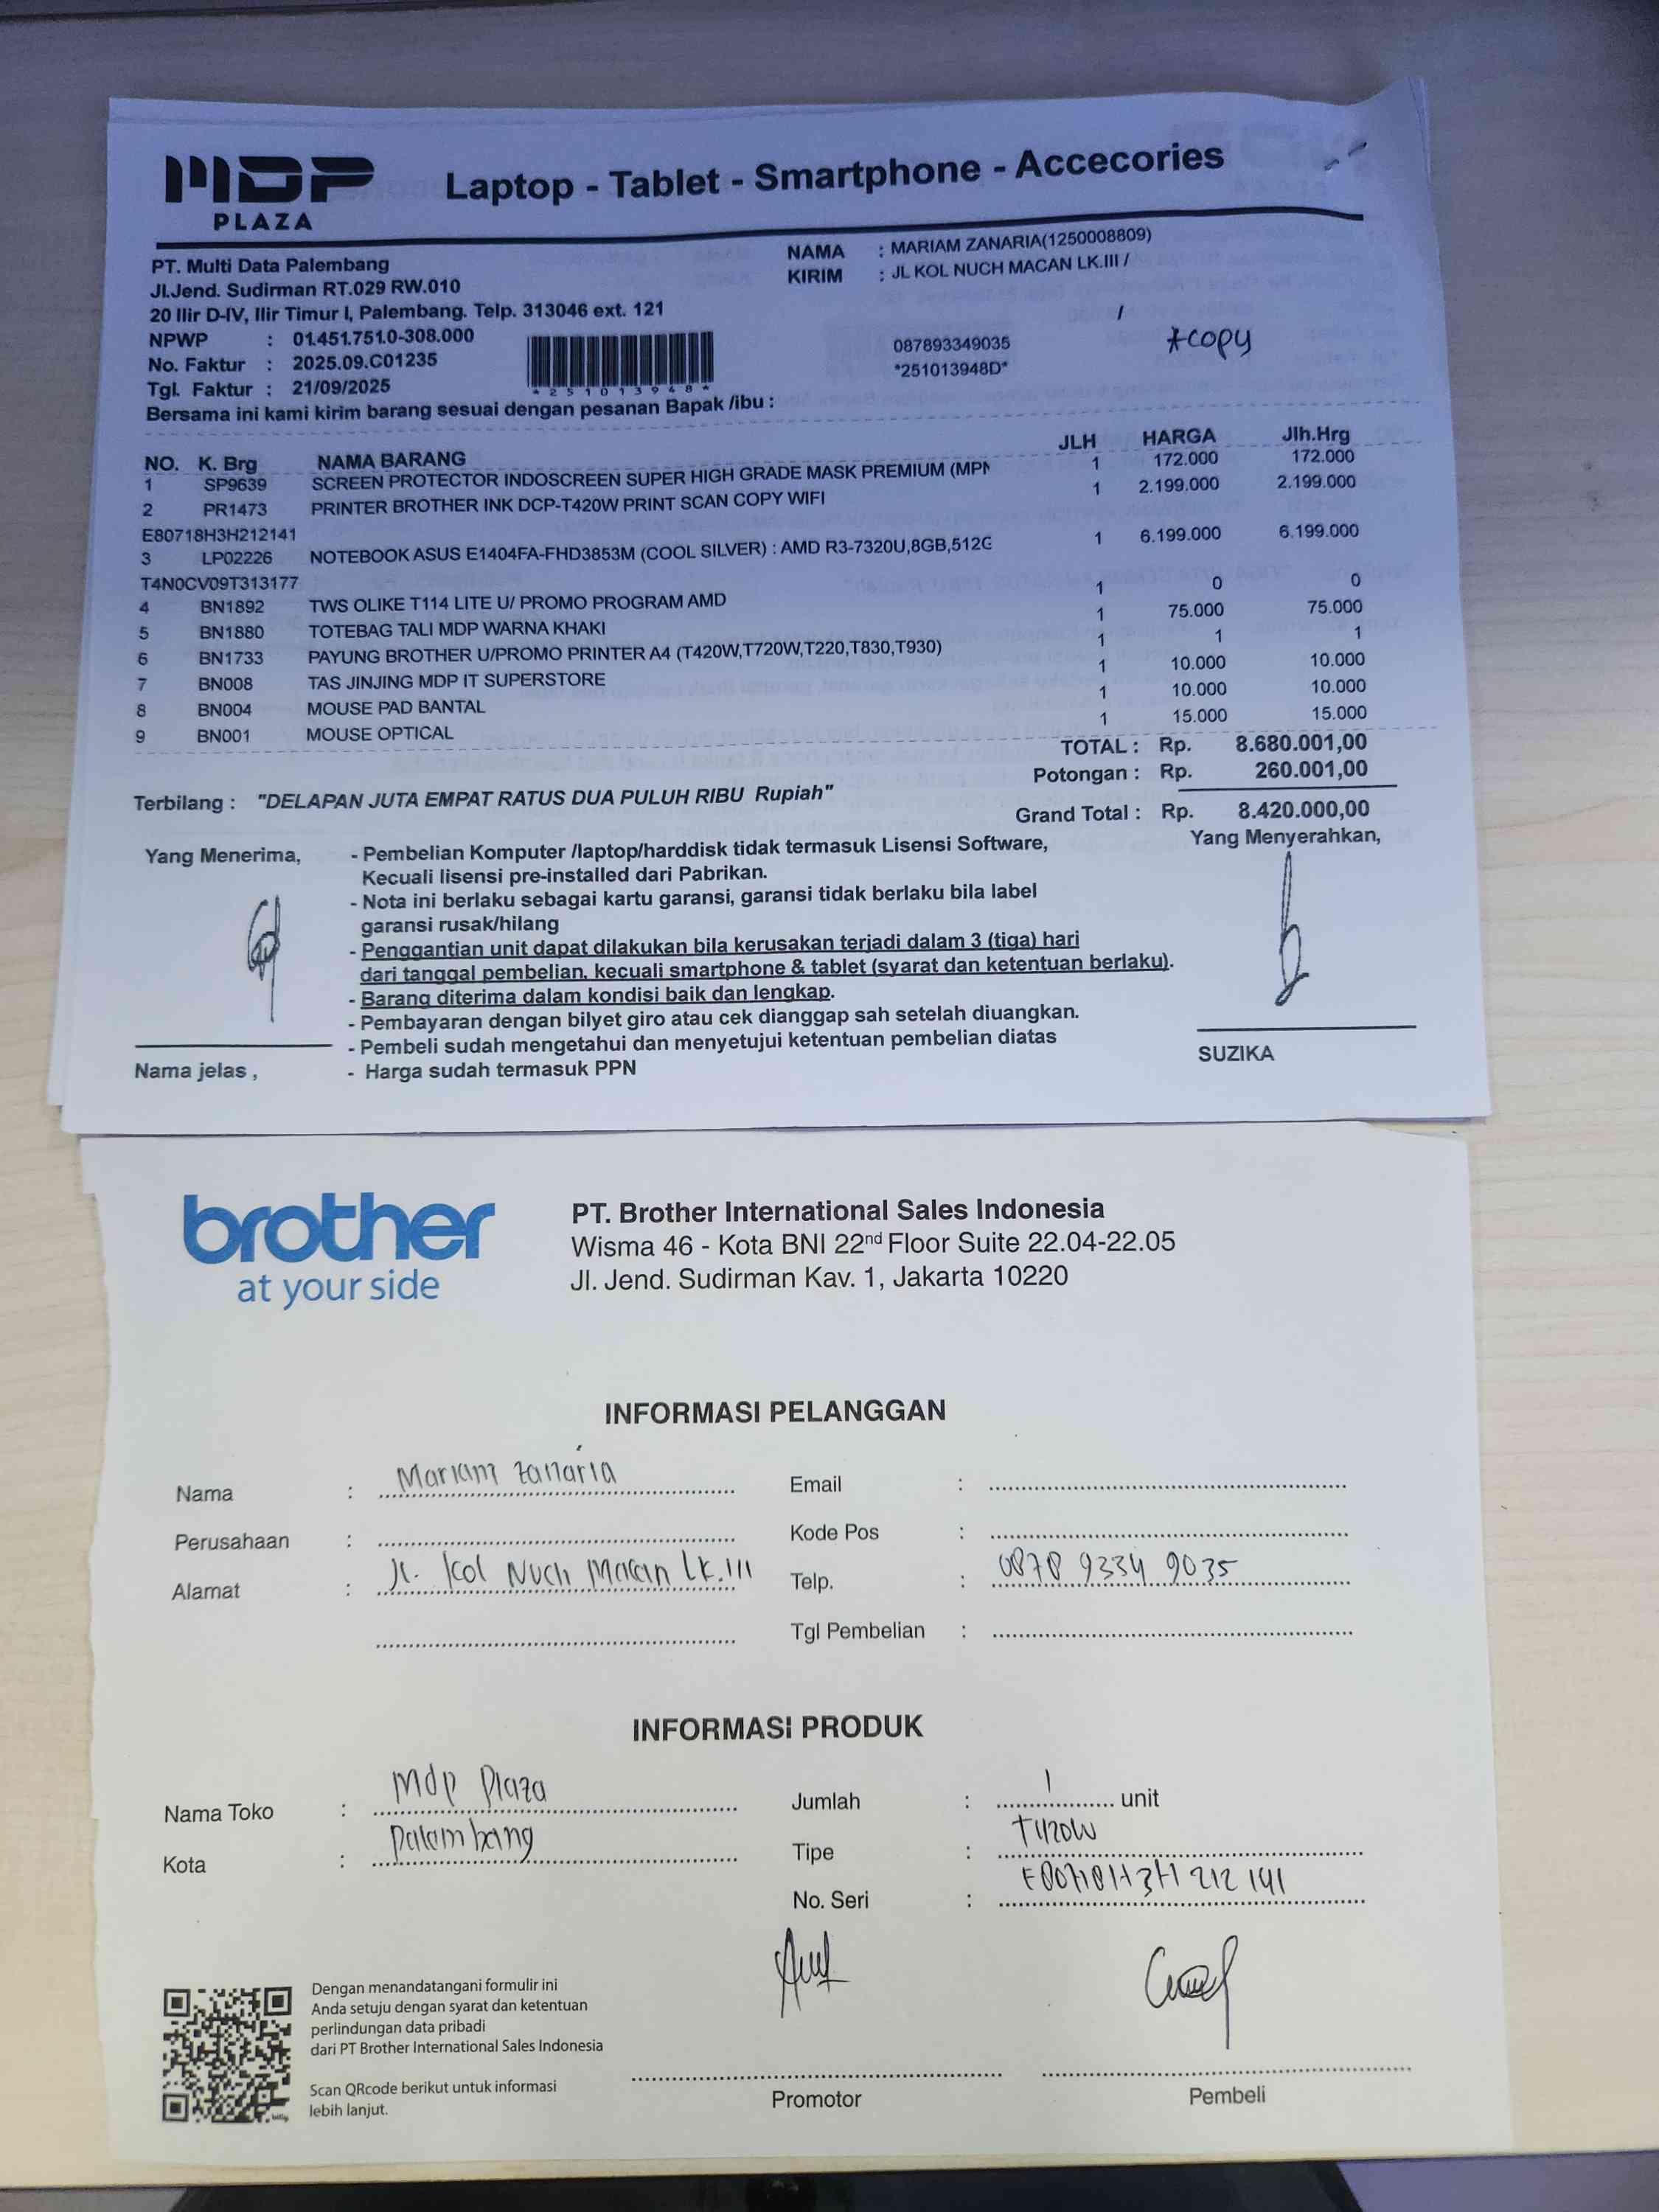 MDP PLAZA
Laptop - Tablet - Smartphone - Accecories
PT. Multi Data Palembang
Jl.Jend. Sudirman RT.029 RW.010
20 Ilir D-IV, Ilir Timur I, Palembang. Telp. 313046 ext. 121
NPWP : 01.451.751.0-308.000
No. Faktur : 2025.09.C01235
Tgl. Faktur : 21/09/2025
*251013948*
NAMA : MARIAM ZANARIA(1250008809)
KIRIM : JL KOL NUCH MACAN LK.III /
/
087893349035
*251013948D*
*copy
Bersama ini kami kirim barang sesuai dengan pesanan Bapak /ibu :
NO. K. Brg NAMA BARANG JLH HARGA Jlh.Hrg
1 SP9639 SCREEN PROTECTOR INDOSCREEN SUPER HIGH GRADE MASK PREMIUM (MPM 1 172.000 172.000
2 PR1473 PRINTER BROTHER INK DCP-T420W PRINT SCAN COPY WIFI 1 2.199.000 2.199.000
E80718H3H212141
3 LP02226 NOTEBOOK ASUS E1404FA-FHD3853M (COOL SILVER) : AMD R3-7320U,8GB,512G 1 6.199.000 6.199.000
T4N0CV09T313177
4 BN1892 TWS OLIKE T114 LITE U/ PROMO PROGRAM AMD 1 0 0
5 BN1880 TOTEBAG TALI MDP WARNA KHAKI 1 75.000 75.000
6 BN1733 PAYUNG BROTHER U/PROMO PRINTER A4 (T420W,T720W,T220,T830,T930) 1 1 1
7 BN008 TAS JINJING MDP IT SUPERSTORE 1 10.000 10.000
8 BN004 MOUSE PAD BANTAL 1 10.000 10.000
9 BN001 MOUSE OPTICAL 1 15.000 15.000
TOTAL : Rp. 8.680.001,00
Potongan : Rp. 260.001,00
Terbilang : "DELAPAN JUTA EMPAT RATUS DUA PULUH RIBU Rupiah"
Grand Total : Rp. 8.420.000,00
Yang Menerima,
Yang Menyerahkan,
- Pembelian Komputer /laptop/harddisk tidak termasuk Lisensi Software,
Kecuali lisensi pre-installed dari Pabrikan.
- Nota ini berlaku sebagai kartu garansi, garansi tidak berlaku bila label
garansi rusak/hilang
- Penggantian unit dapat dilakukan bila kerusakan terjadi dalam 3 (tiga) hari
dari tanggal pembelian, kecuali smartphone & tablet (syarat dan ketentuan berlaku).
- Barang diterima dalam kondisi baik dan lengkap.
- Pembayaran dengan bilyet giro atau cek dianggap sah setelah diuangkan.
- Pembeli sudah mengetahui dan menyetujui ketentuan pembelian diatas
- Harga sudah termasuk PPN
Nama jelas ,
SUZIKA
brother
at your side
PT. Brother International Sales Indonesia
Wisma 46 - Kota BNI 22nd Floor Suite 22.04-22.05
Jl. Jend. Sudirman Kav. 1, Jakarta 10220
INFORMASI PELANGGAN
Nama : Mariam Zanaria
Perusahaan :
Alamat : Jl. Kol Nuch Macan Lk.III
Email :
Kode Pos :
Telp. : 0878 9334 9035
Tgl Pembelian :
INFORMASI PRODUK
Nama Toko : Mdp Plaza
Kota : Palembang
Jumlah : 1 unit
Tipe : T420W
No. Seri : E80718H3H212141
Dengan menandatangani formulir ini
Anda setuju dengan syarat dan ketentuan
perlindungan data pribadi
dari PT Brother International Sales Indonesia
Scan QRcode berikut untuk informasi
lebih lanjut.
Promotor
Pembeli